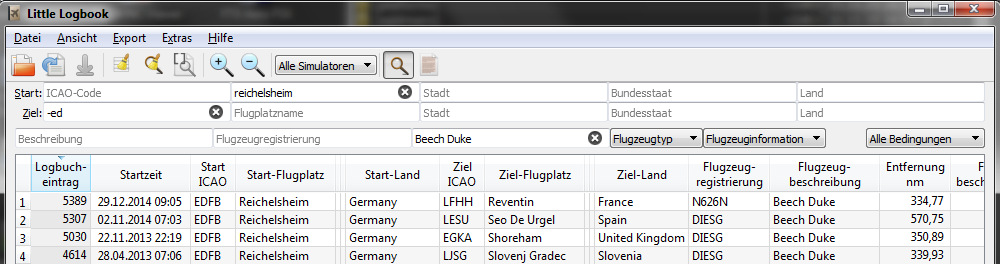 Little Logbook
Datei Ansicht Export Extras Hilfe
Alle Simulatoren
Start: ICAO-Code reichelsheim Stadt Bundesstaat Land
Ziel: -ed Flugplatzname Stadt Bundesstaat Land
Beschreibung Flugzeugregistrierung Beech Duke Flugzeugtyp Flugzeuginformation Alle Bedingungen
Logbuch-eintrag Startzeit Start ICAO Start-Flugplatz Start-Land Ziel ICAO Ziel-Flugplatz Ziel-Land Flugzeug-registrierung Flugzeug-beschreibung Entfernung nm
1 5389 29.12.2014 09:05 EDFB Reichelsheim Germany LFHH Reventin France N626N Beech Duke 334,77
2 5307 02.11.2014 07:03 EDFB Reichelsheim Germany LESU Seo De Urgel Spain DIESG Beech Duke 570,75
3 5030 22.11.2013 22:19 EDFB Reichelsheim Germany EGKA Shoreham United Kingdom DIESG Beech Duke 350,89
4 4614 28.04.2013 07:06 EDFB Reichelsheim Germany LJSG Slovenj Gradec Slovenia DIESG Beech Duke 339,93